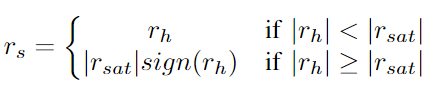 r_s = { r_h if |r_h| < |r_sat|
|r_sat|sign(r_h) if |r_h| ≥ |r_sat|